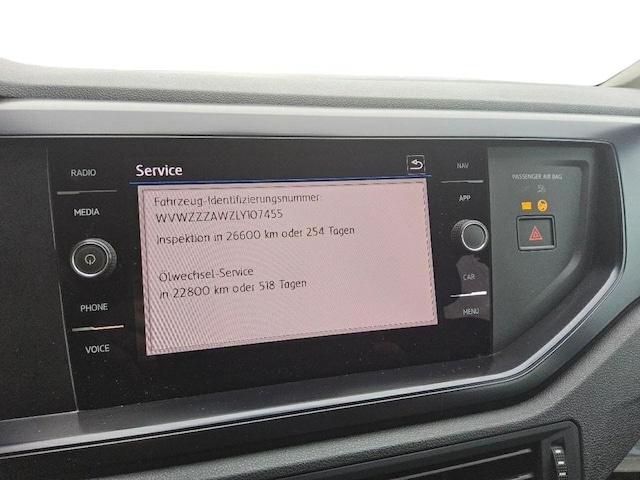 RADIO
MEDIA
PHONE
VOICE
Service
Fahrzeug-Identifizierungsnummer:
WVWZZZAWZLY107455
Inspektion in 26600 km oder 254 Tagen
Ölwechsel-Service
in 22800 km oder 518 Tagen
NAV
APP
CAR
MENU
PASSENGER AIR BAG